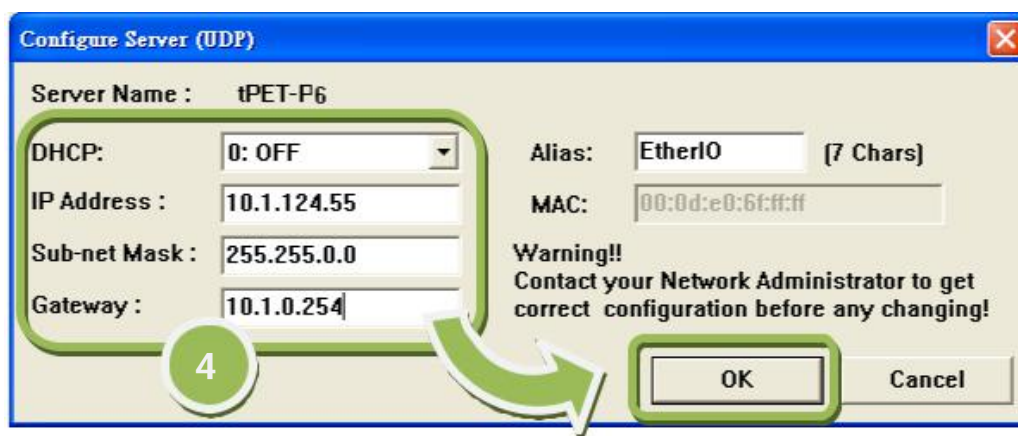 Configure Server (UDP)
Server Name : tPET-P6
DHCP: 0: OFF
Alias: EtherIO (7 Chars)
IP Address : 10.1.124.55
MAC: 00:0d:e0:6f:ff:ff
Sub-net Mask : 255.255.0.0
Gateway : 10.1.0.254
Warning!!
Contact your Network Administrator to get
correct configuration before any changing!
4
OK
Cancel